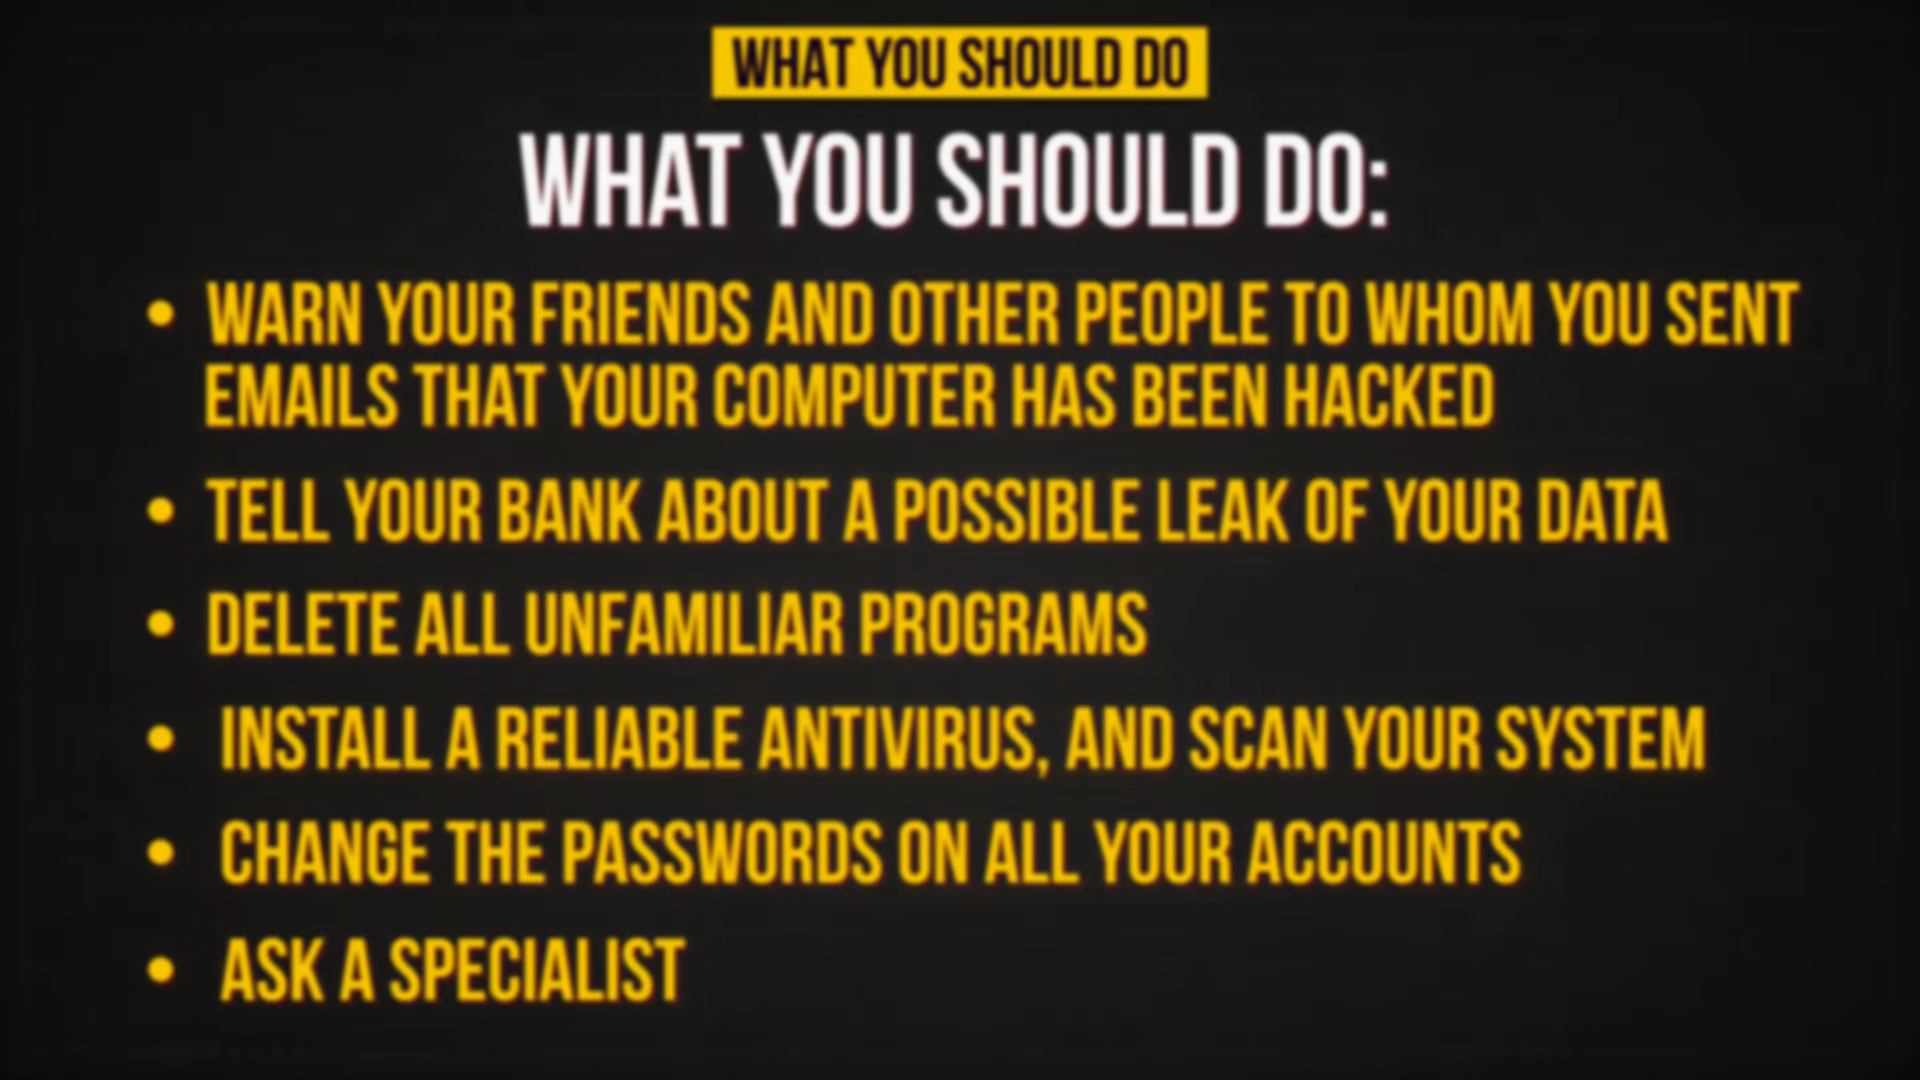 WHAT YOU SHOULD DO
WHAT YOU SHOULD DO:
• WARN YOUR FRIENDS AND OTHER PEOPLE TO WHOM YOU SENT
EMAILS THAT YOUR COMPUTER HAS BEEN HACKED
• TELL YOUR BANK ABOUT A POSSIBLE LEAK OF YOUR DATA
• DELETE ALL UNFAMILIAR PROGRAMS
• INSTALL A RELIABLE ANTIVIRUS, AND SCAN YOUR SYSTEM
• CHANGE THE PASSWORDS ON ALL YOUR ACCOUNTS
• ASK A SPECIALIST